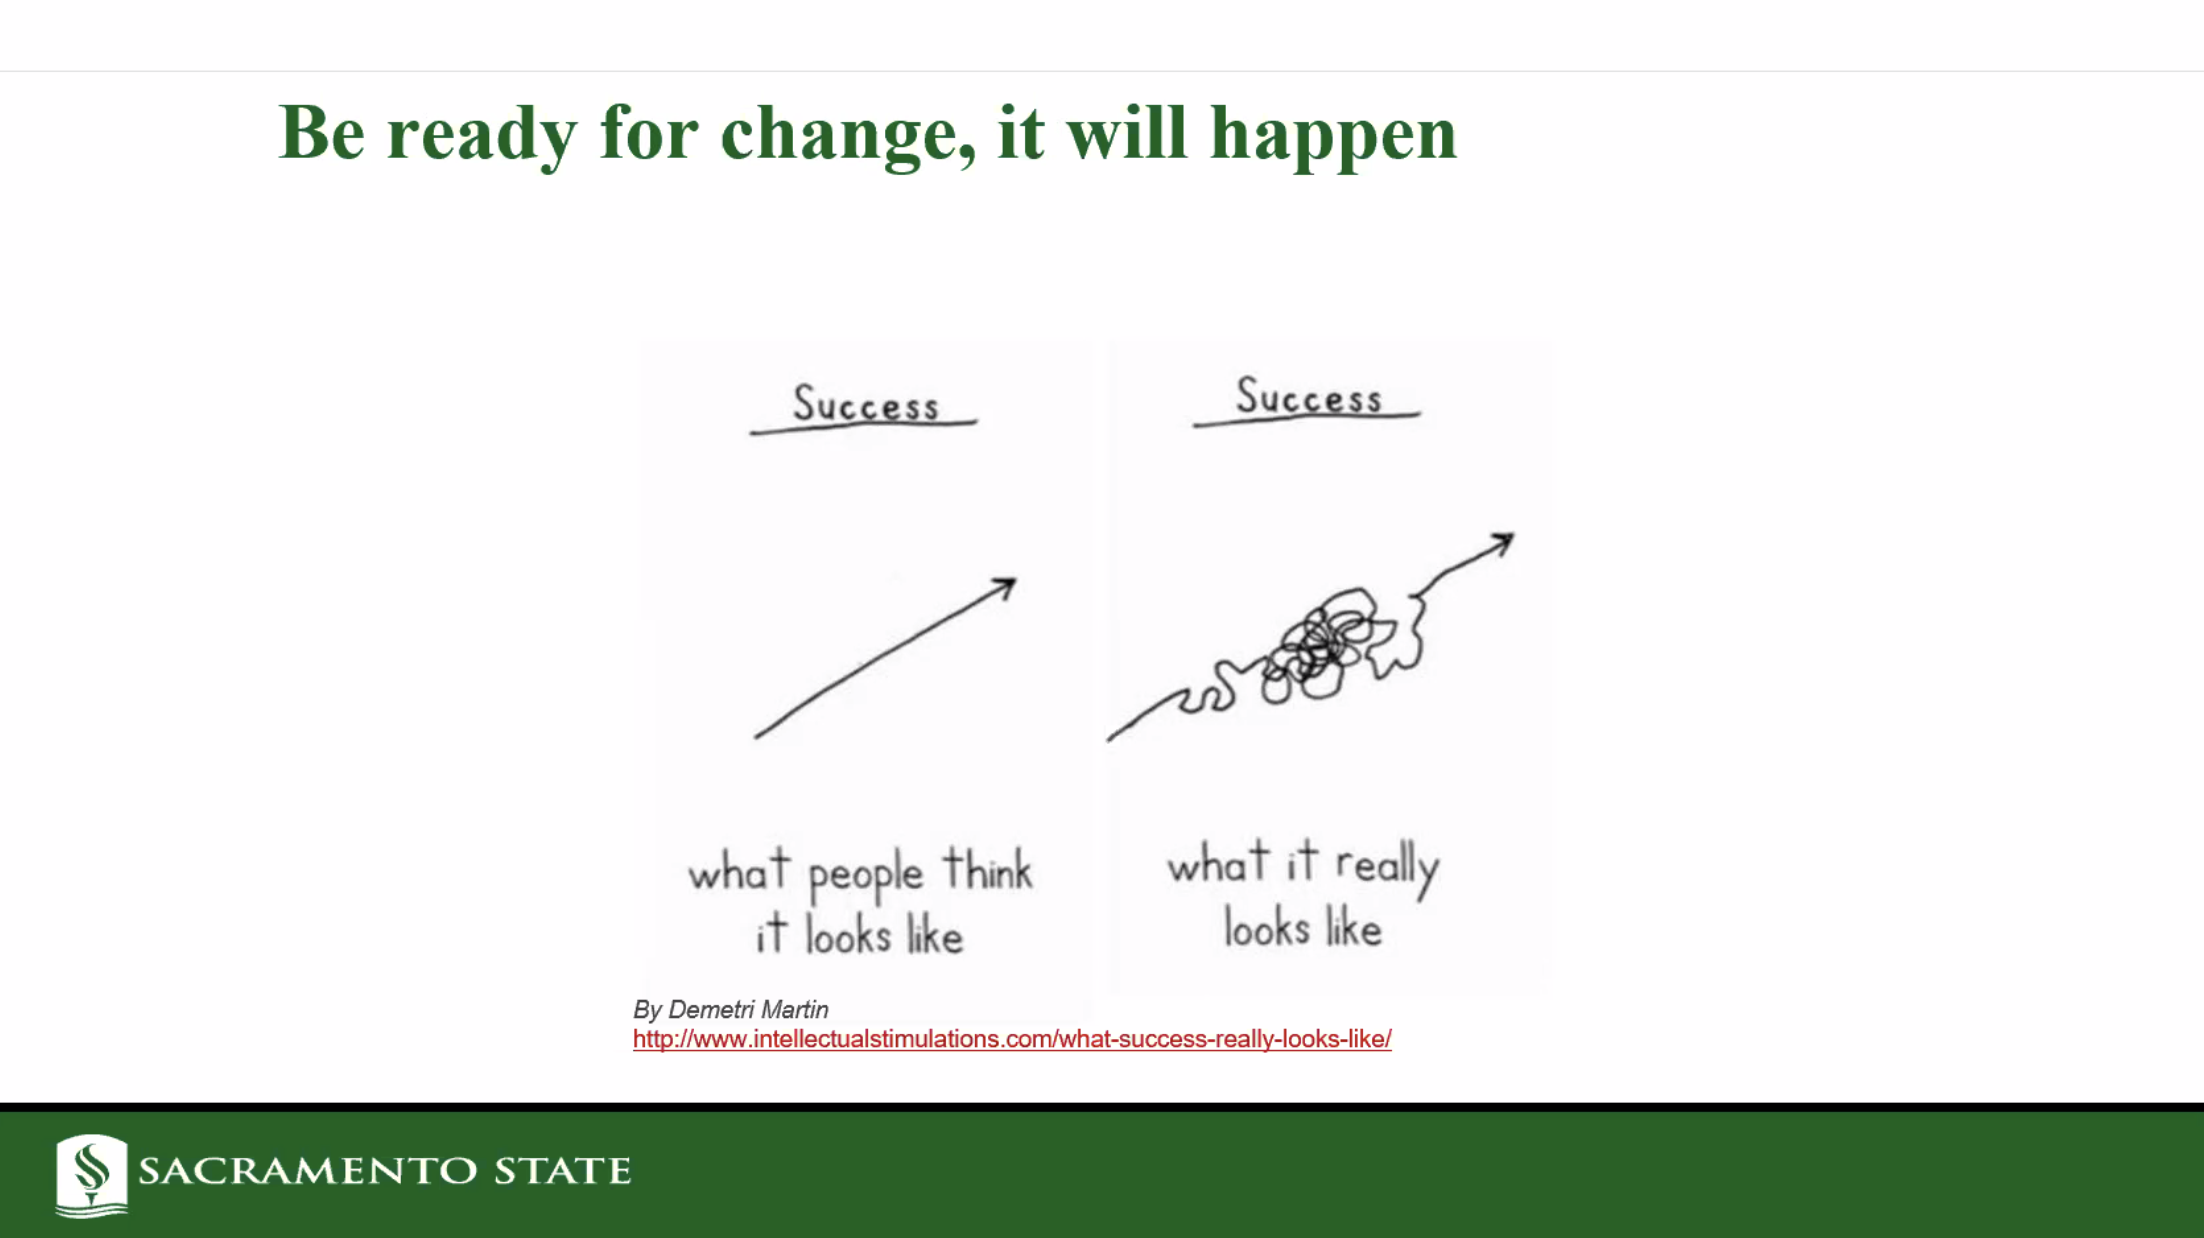 Be ready for change, it will happen
Success
what people think
it looks like
Success
what it really
looks like
By Demetri Martin
http://www.intellectualstimulations.com/what-success-really-looks-like/
SACRAMENTO STATE